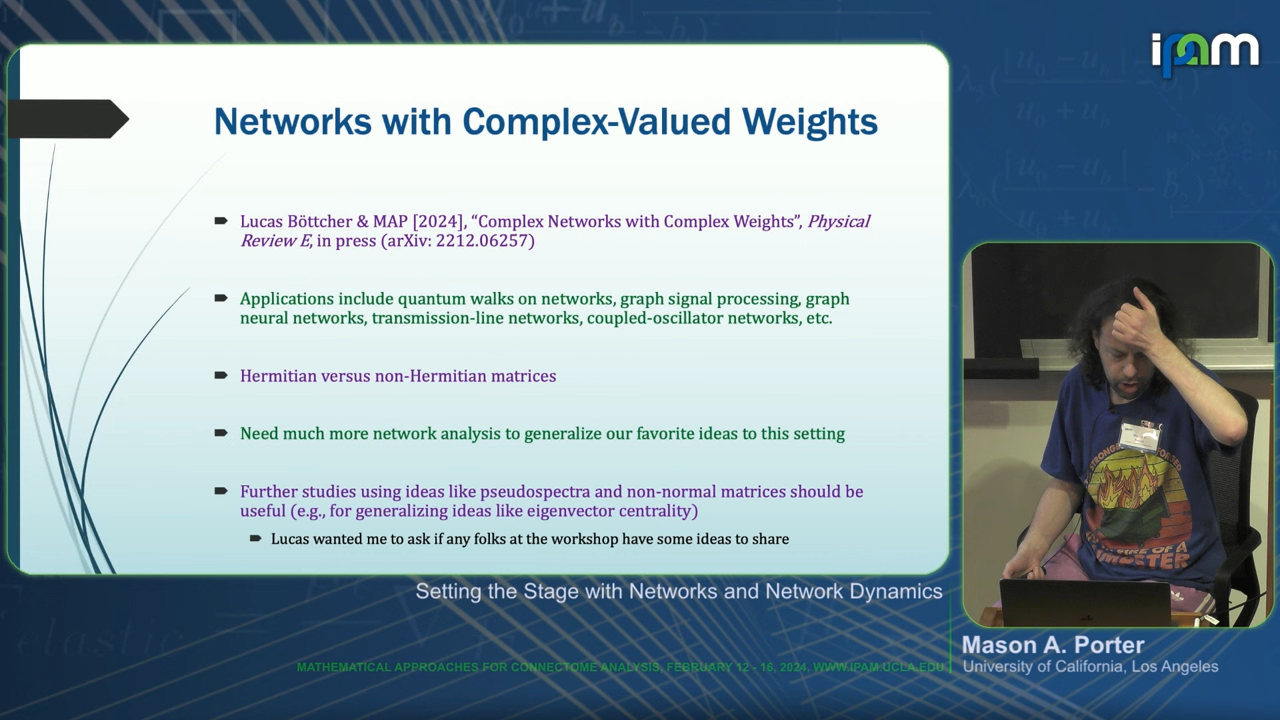 ipam
Networks with Complex-Valued Weights
Lucas Böttcher & MAP [2024], “Complex Networks with Complex Weights”, Physical
Review E, in press (arXiv: 2212.06257)
Applications include quantum walks on networks, graph signal processing, graph
neural networks, transmission-line networks, coupled-oscillator networks, etc.
Hermitian versus non-Hermitian matrices
Need much more network analysis to generalize our favorite ideas to this setting
Further studies using ideas like pseudospectra and non-normal matrices should be
useful (e.g., for generalizing ideas like eigenvector centrality)
Lucas wanted me to ask if any folks at the workshop have some ideas to share
Setting the Stage with Networks and Network Dynamics
Mason A. Porter
University of California, Los Angeles
MATHEMATICAL APPROACHES FOR CONNECTOME ANALYSIS, FEBRUARY 12 - 16, 2024, WWW.IPAM.UCLA.EDU
elastic